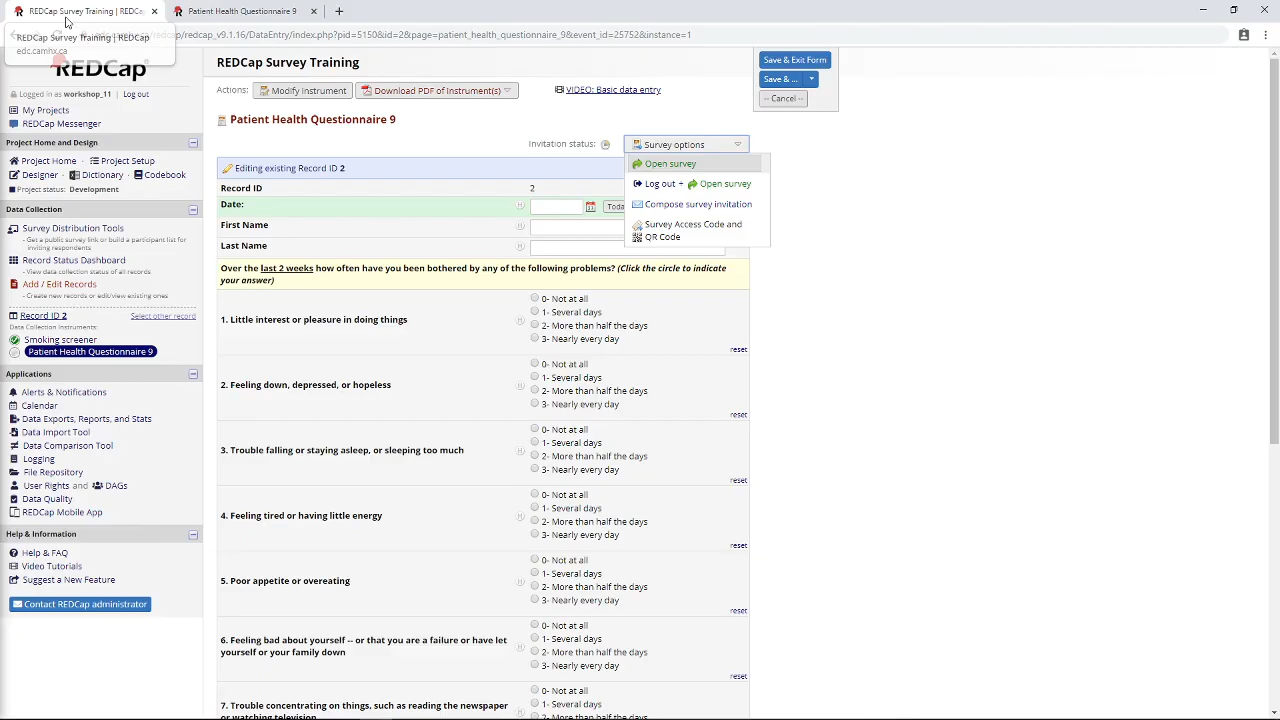 REDCap Survey Training | REDCa
Patient Health Questionnaire 9
redcap/redcap_v9.1.16/DataEntry/index.php?pid=5150&id=2&page=patient_health_questionnaire_9&event_id=25752&instance=1
REDCap Survey Training | REDCap
edc.camhx.ca
REDCap
Logged in as workshop_11 | Log out
My Projects
REDCap Messenger
Project Home and Design
Project Home · Project Setup
Designer · Dictionary · Codebook
Project status: Development
Data Collection
Survey Distribution Tools
- Get a public survey link or build a participant list for
inviting respondents
Record Status Dashboard
- View data collection status of all records
Add / Edit Records
- Create new records or edit/view existing ones
Record ID 2 Select other record
Data Collection Instruments:
Smoking screener
Patient Health Questionnaire 9
Applications
Alerts & Notifications
Calendar
Data Exports, Reports, and Stats
Data Import Tool
Data Comparison Tool
Logging
File Repository
User Rights and DAGs
Data Quality
REDCap Mobile App
Help & Information
Help & FAQ
Video Tutorials
Suggest a New Feature
Contact REDCap administrator
REDCap Survey Training
Actions: Modify instrument Download PDF of instrument(s) VIDEO: Basic data entry
Patient Health Questionnaire 9
Invitation status: Survey options
Open survey
Log out + Open survey
Compose survey invitation
Survey Access Code and
QR Code
Save & Exit Form
Save & ...
-- Cancel --
Editing existing Record ID 2
Record ID 2
Date: Toda
First Name
Last Name
Over the last 2 weeks how often have you been bothered by any of the following problems? (Click the circle to indicate
your answer)
1. Little interest or pleasure in doing things
0- Not at all
1- Several days
2- More than half the days
3- Nearly every day
reset
2. Feeling down, depressed, or hopeless
0- Not at all
1- Several days
2- More than half the days
3- Nearly every day
reset
3. Trouble falling or staying asleep, or sleeping too much
0- Not at all
1- Several days
2- More than half the days
3- Nearly every day
reset
4. Feeling tired or having little energy
0- Not at all
1- Several days
2- More than half the days
3- Nearly every day
reset
5. Poor appetite or overeating
0- Not at all
1- Several days
2- More than half the days
3- Nearly every day
reset
6. Feeling bad about yourself -- or that you are a failure or have let
yourself or your family down
0- Not at all
1- Several days
2- More than half the days
3- Nearly every day
reset
7. Trouble concentrating on things, such as reading the newspaper
or watching television
0- Not at all
1- Several days
2- More than half the days